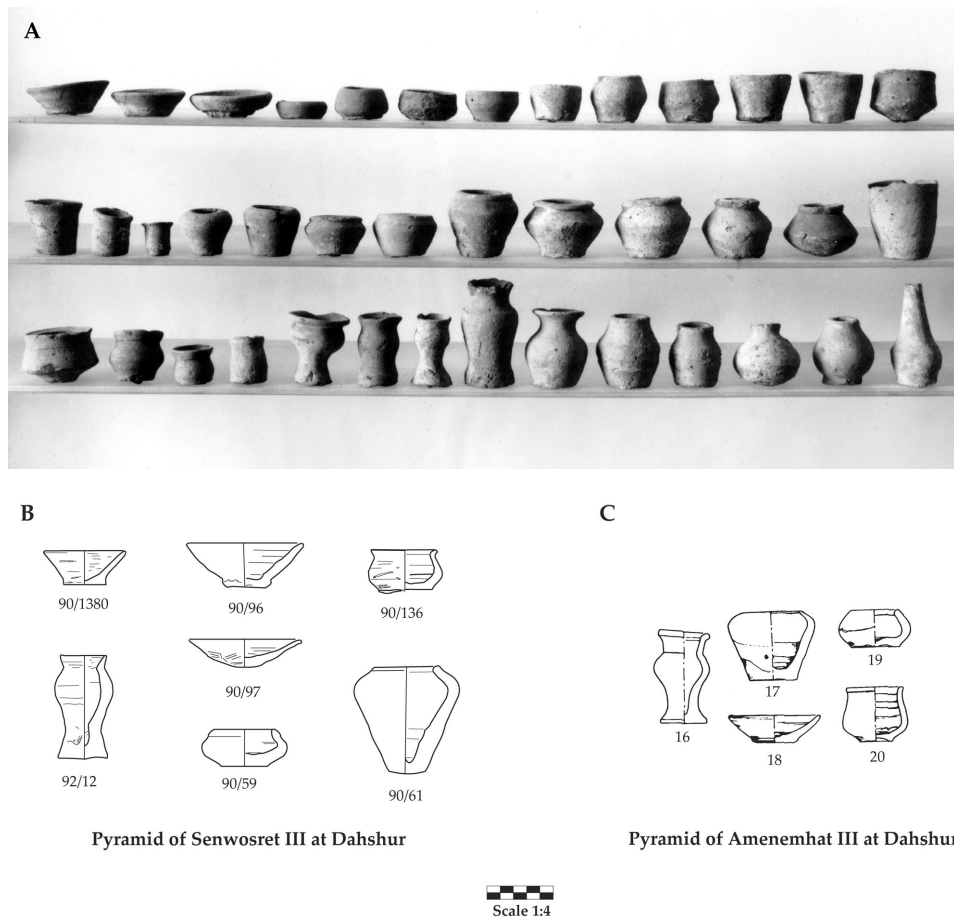 A
B
C
90/1380
90/96
90/136
90/97
92/12
90/59
90/61
16
17
18
19
20
Pyramid of Senwosret III at Dahshur
Pyramid of Amenemhat III at Dahshur
Scale 1:4